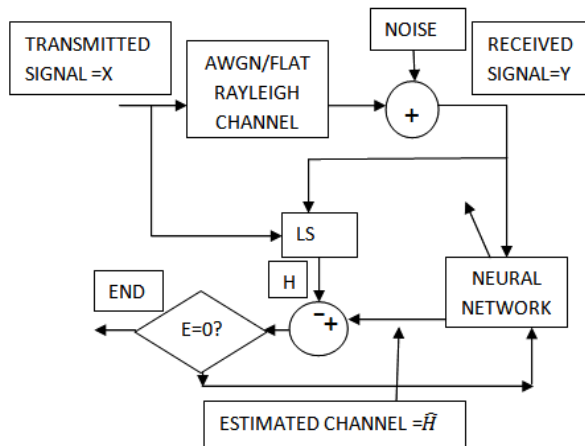 TRANSMITTED
SIGNAL =X
AWGN/FLAT
RAYLEIGH
CHANNEL
NOISE
+
RECEIVED
SIGNAL=Y
LS
H
NEURAL
NETWORK
END
E=0?
- +
ESTIMATED CHANNEL =Ĥ